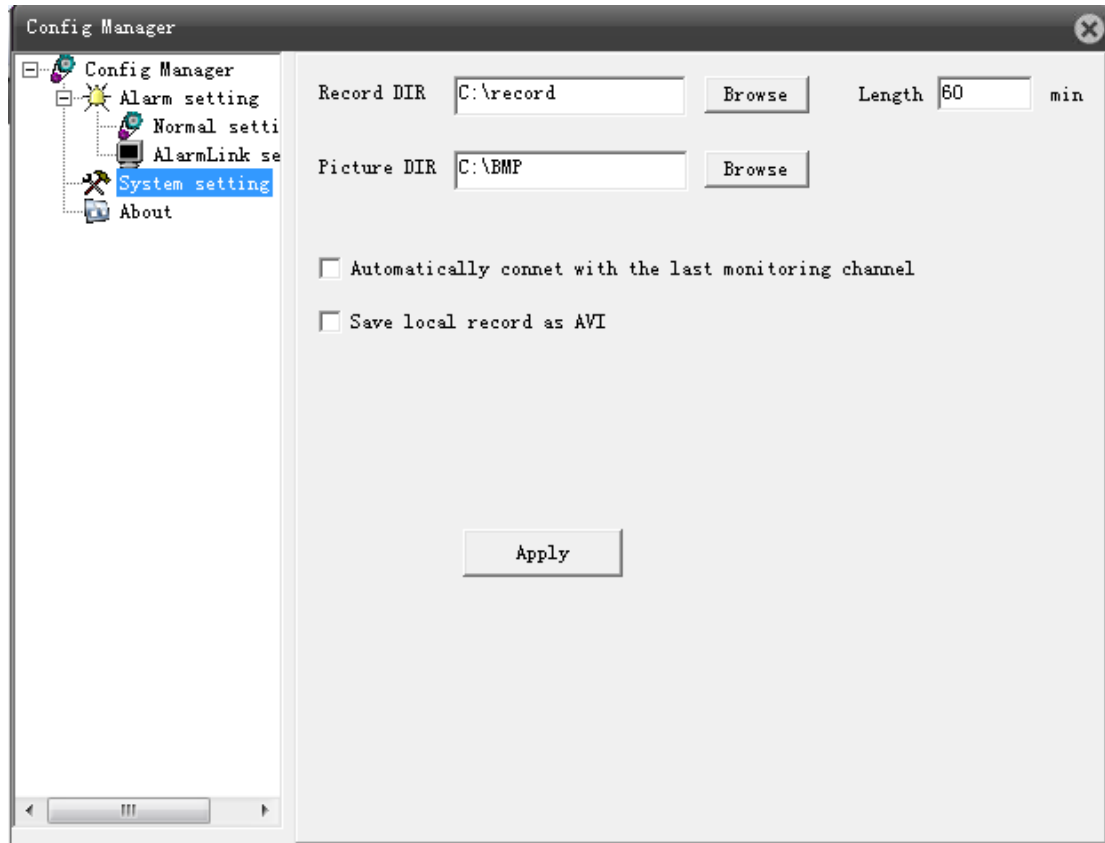 Config Manager
Config Manager
Alarm setting
Normal setti
AlarmLink se
System setting
About
Record DIR C:\record Browse Length 60 min
Picture DIR C:\BMP Browse
Automatically connet with the last monitoring channel
Save local record as AVI
Apply